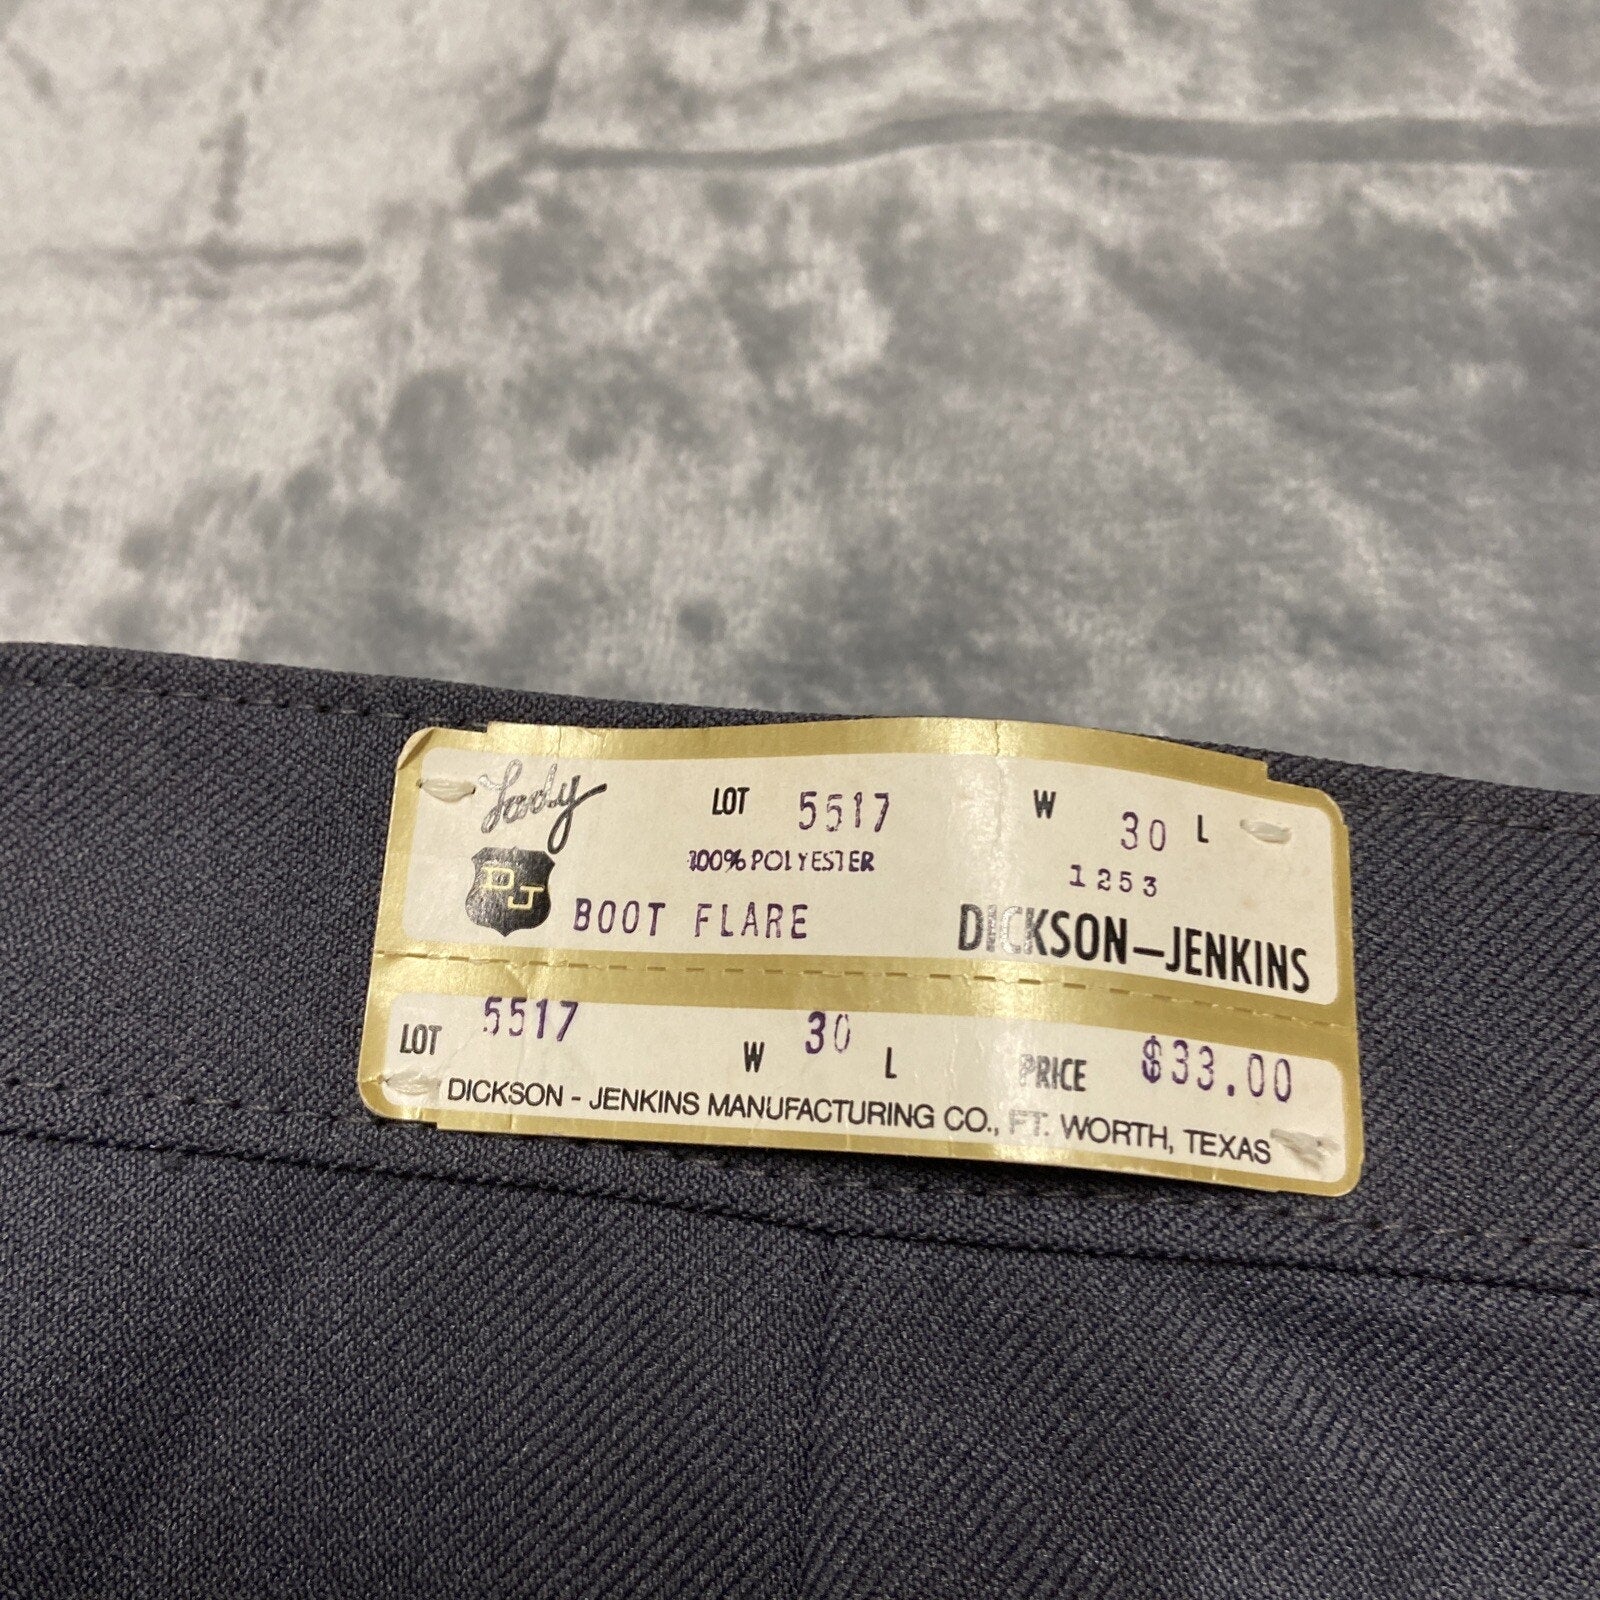 Lady
LOT 5517 W 30 L
100% POLYESTER 1253
DJ BOOT FLARE DICKSON-JENKINS
LOT 5517 W 30 L PRICE $33.00
DICKSON - JENKINS MANUFACTURING CO., FT. WORTH, TEXAS